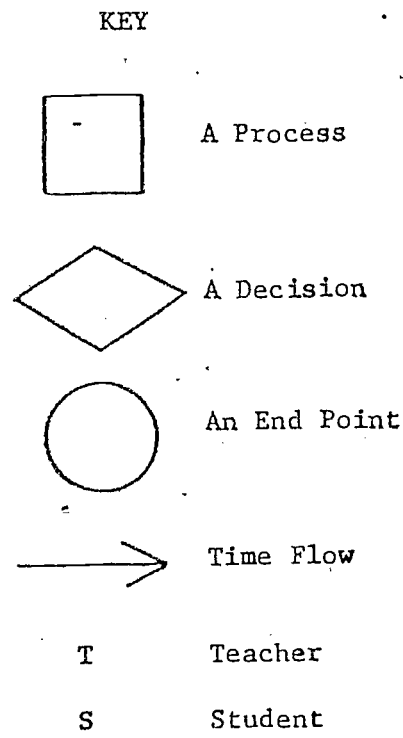 KEY
A Process
A Decision
An End Point
Time Flow
T Teacher
S Student